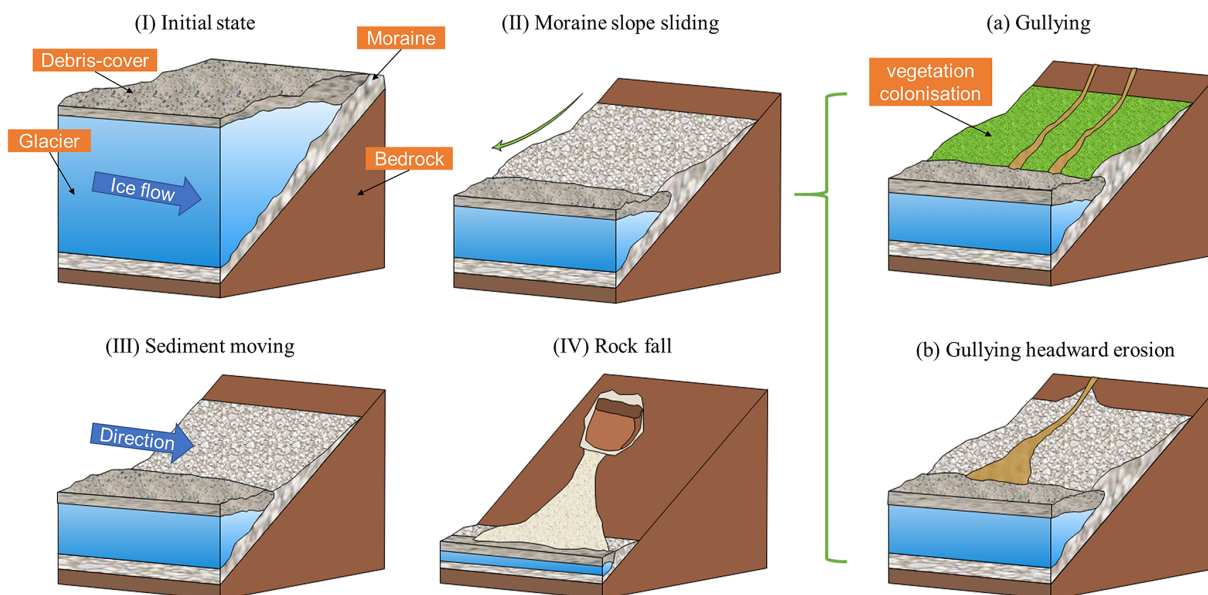 (I) Initial state
Debris-cover
Moraine
Glacier
Ice flow
Bedrock
(II) Moraine slope sliding
(a) Gullying
vegetation
colonisation
(III) Sediment moving
Direction
(IV) Rock fall
(b) Gullying headward erosion